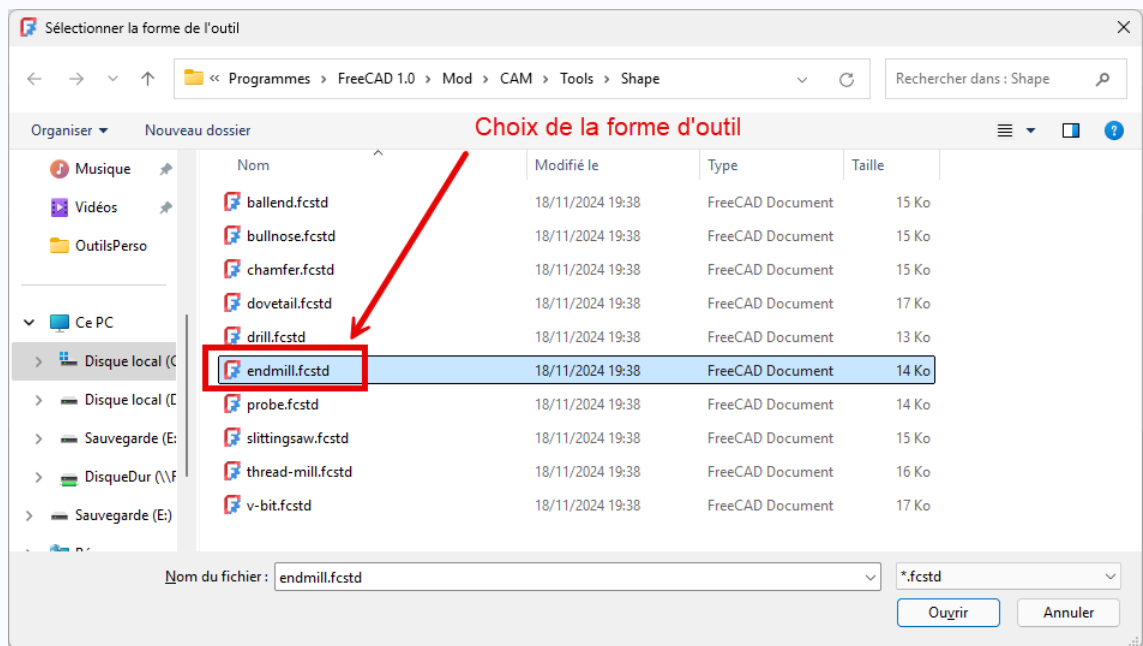 Sélectionner la forme de l'outil
« Programmes > FreeCAD 1.0 > Mod > CAM > Tools > Shape
Rechercher dans : Shape
Organiser
Nouveau dossier
Choix de la forme d'outil
Musique
Vidéos
OutilsPerso
Ce PC
Disque local (C
Disque local (D
Sauvegarde (E:
DisqueDur (\\F
Sauvegarde (E:)
Nom Modifié le Type Taille
ballend.fcstd 18/11/2024 19:38 FreeCAD Document 15 Ko
bullnose.fcstd 18/11/2024 19:38 FreeCAD Document 15 Ko
chamfer.fcstd 18/11/2024 19:38 FreeCAD Document 15 Ko
dovetail.fcstd 18/11/2024 19:38 FreeCAD Document 17 Ko
drill.fcstd 18/11/2024 19:38 FreeCAD Document 13 Ko
endmill.fcstd 18/11/2024 19:38 FreeCAD Document 14 Ko
probe.fcstd 18/11/2024 19:38 FreeCAD Document 14 Ko
slittingsaw.fcstd 18/11/2024 19:38 FreeCAD Document 15 Ko
thread-mill.fcstd 18/11/2024 19:38 FreeCAD Document 16 Ko
v-bit.fcstd 18/11/2024 19:38 FreeCAD Document 17 Ko
Nom du fichier : endmill.fcstd
*.fcstd
Ouvrir
Annuler